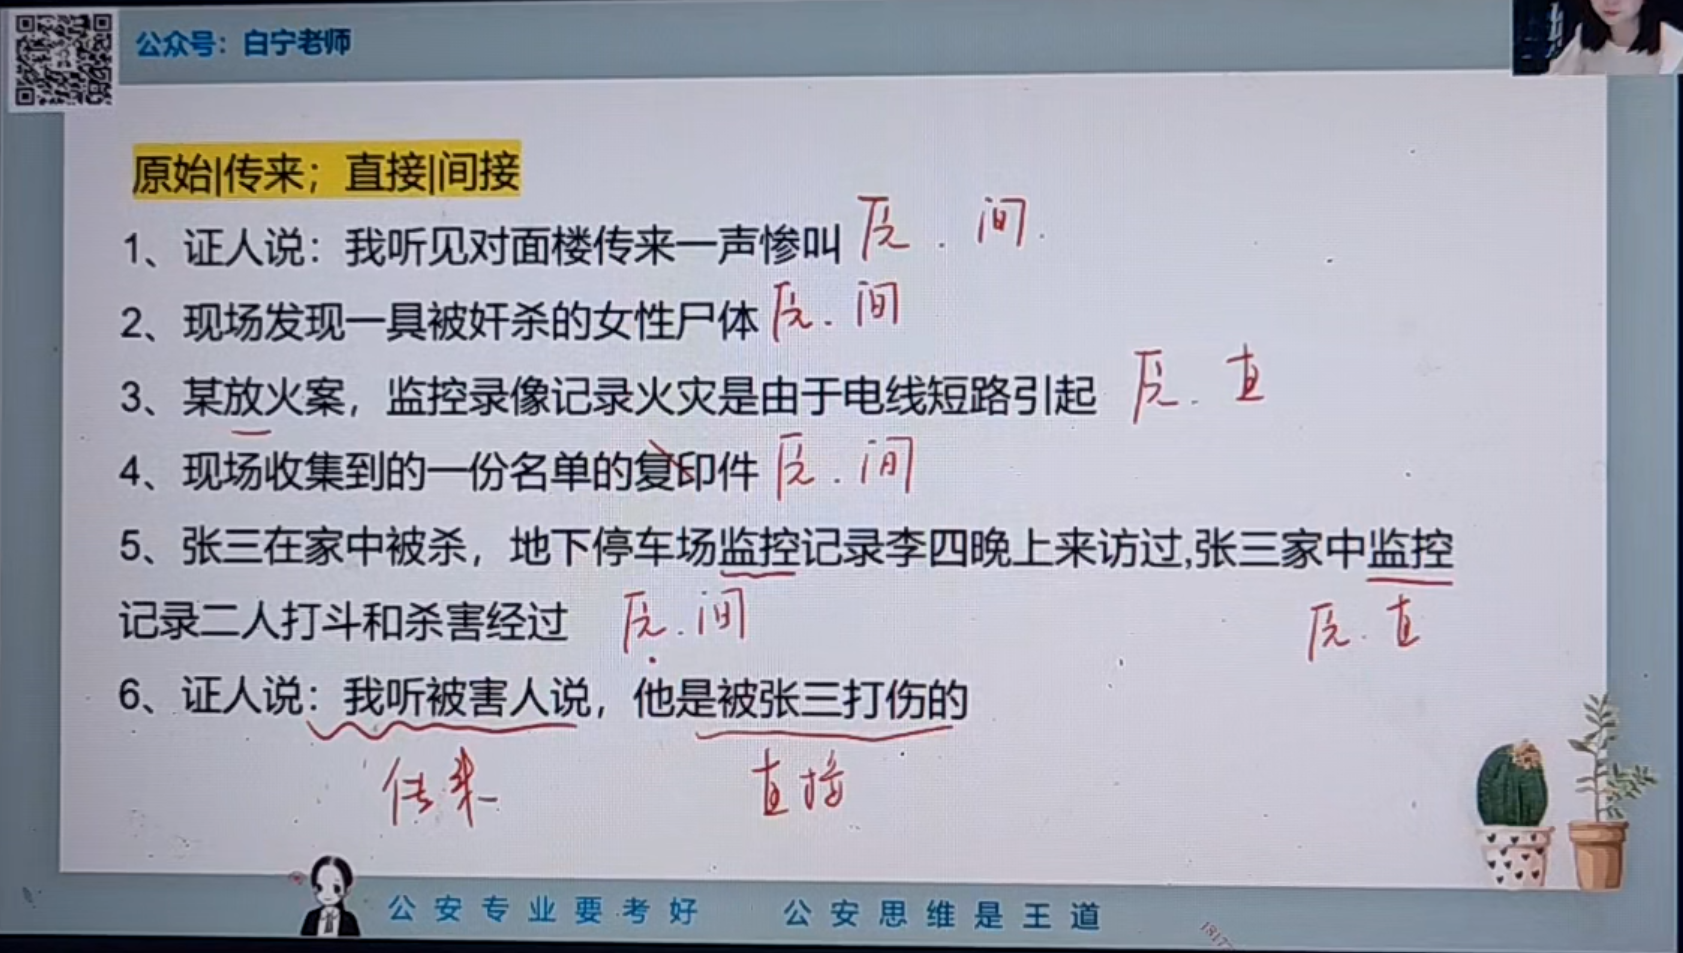 公众号：白宁老师
原始|传来；直接|间接
1、证人说：我听见对面楼传来一声惨叫 原.间.
2、现场发现一具被奸杀的女性尸体 原.间
3、某放火案，监控录像记录火灾是由于电线短路引起 原.直
4、现场收集到的一份名单的复印件 原.间
5、张三在家中被杀，地下停车场监控记录李四晚上来访过,张三家中监控
记录二人打斗和杀害经过 原.间 原.直
6、证人说：我听被害人说，他是被张三打伤的
传来 直接
公安专业要考好 公安思维是王道